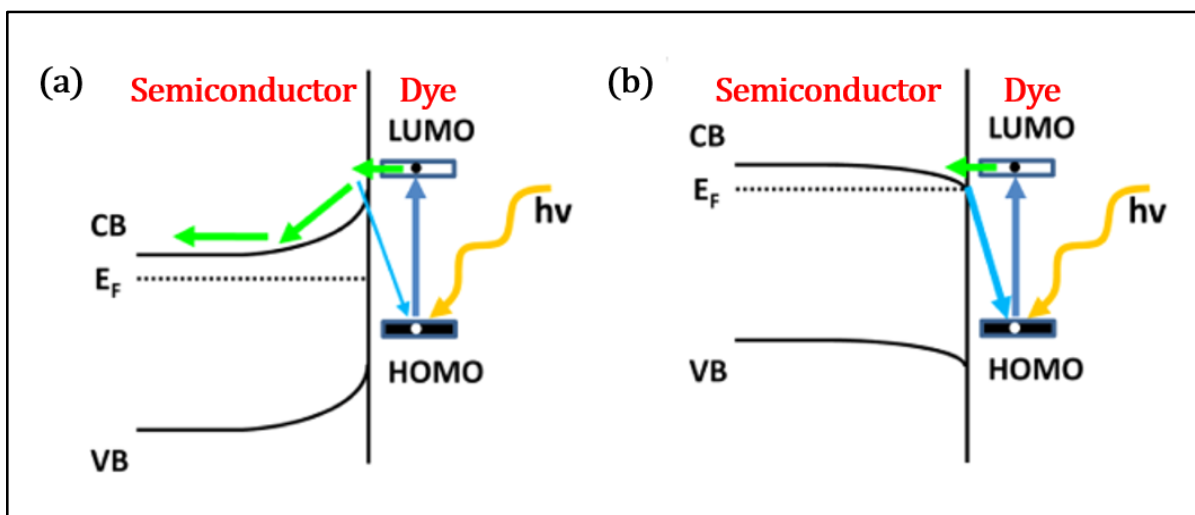 (a)
Semiconductor Dye
LUMO
CB
E_F
hv
HOMO
VB
(b)
Semiconductor Dye
LUMO
CB
E_F
hv
HOMO
VB